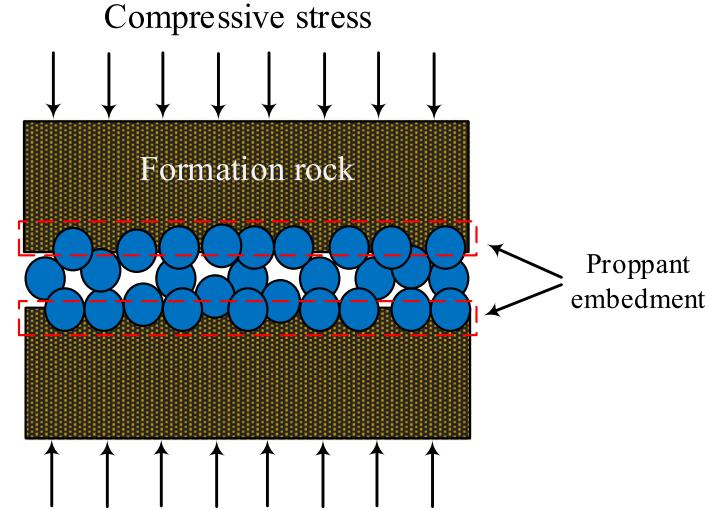 Compressive stress
Formation rock
Proppant
embedment